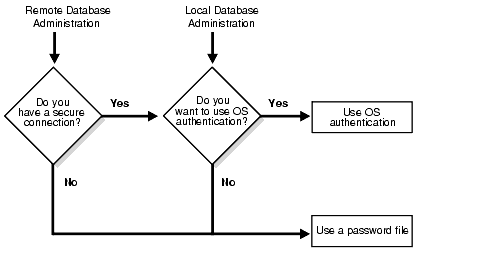 Remote Database
Administration
Local Database
Administration
Do you
have a secure
connection?
Yes
Do you
want to use OS
authentication?
Yes
Use OS
authentication
No
No
Use a password file